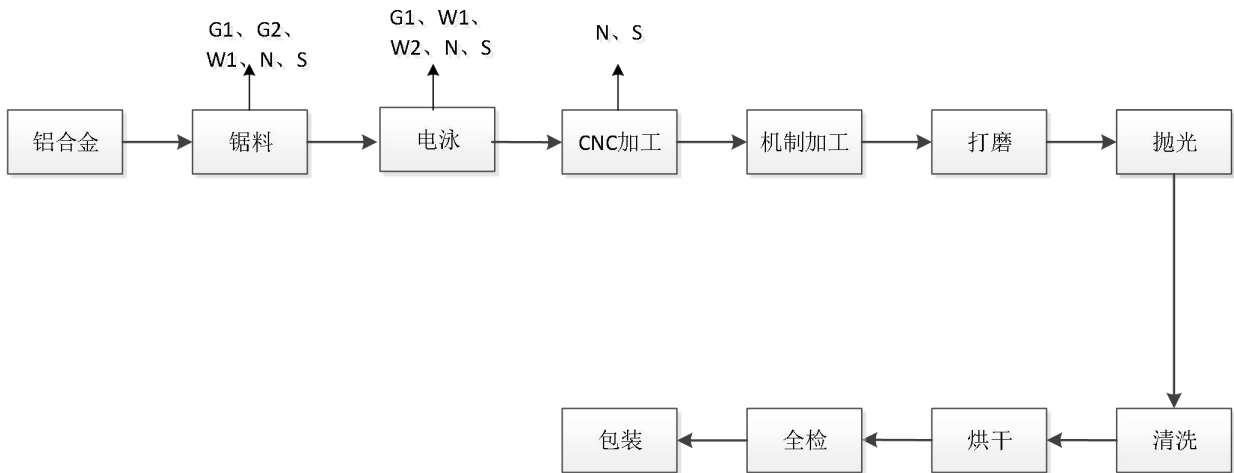 G1、G2、
W1、N、S
G1、W1、
W2、N、S
N、S
铝合金
锯料
电泳
CNC加工
机制加工
打磨
抛光
包装
全检
烘干
清洗